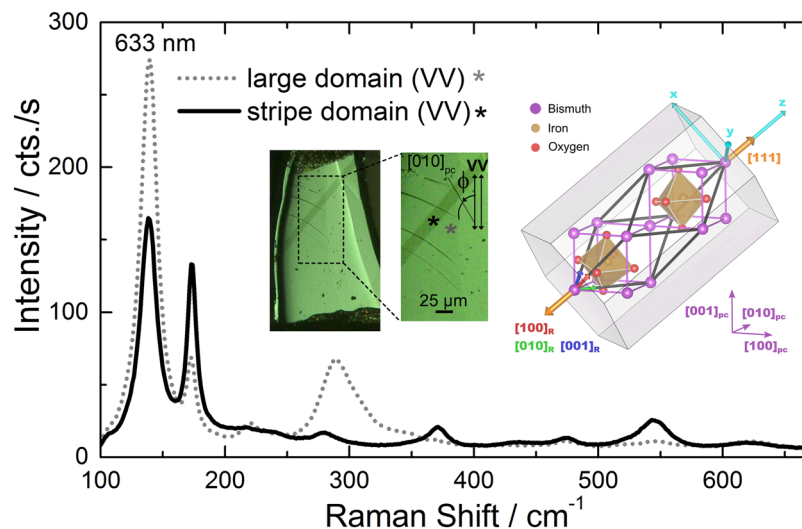 300
200
100
0
Intensity / cts./s
633 nm
large domain (VV) *
stripe domain (VV) *
[010]pc
VV
ϕ
*
*
25 µm
Bismuth
Iron
Oxygen
x
y
z
[111]
[100]R
[010]R [001]R
[001]pc
[010]pc
[100]pc
100 200 300 400 500 600
Raman Shift / cm-1